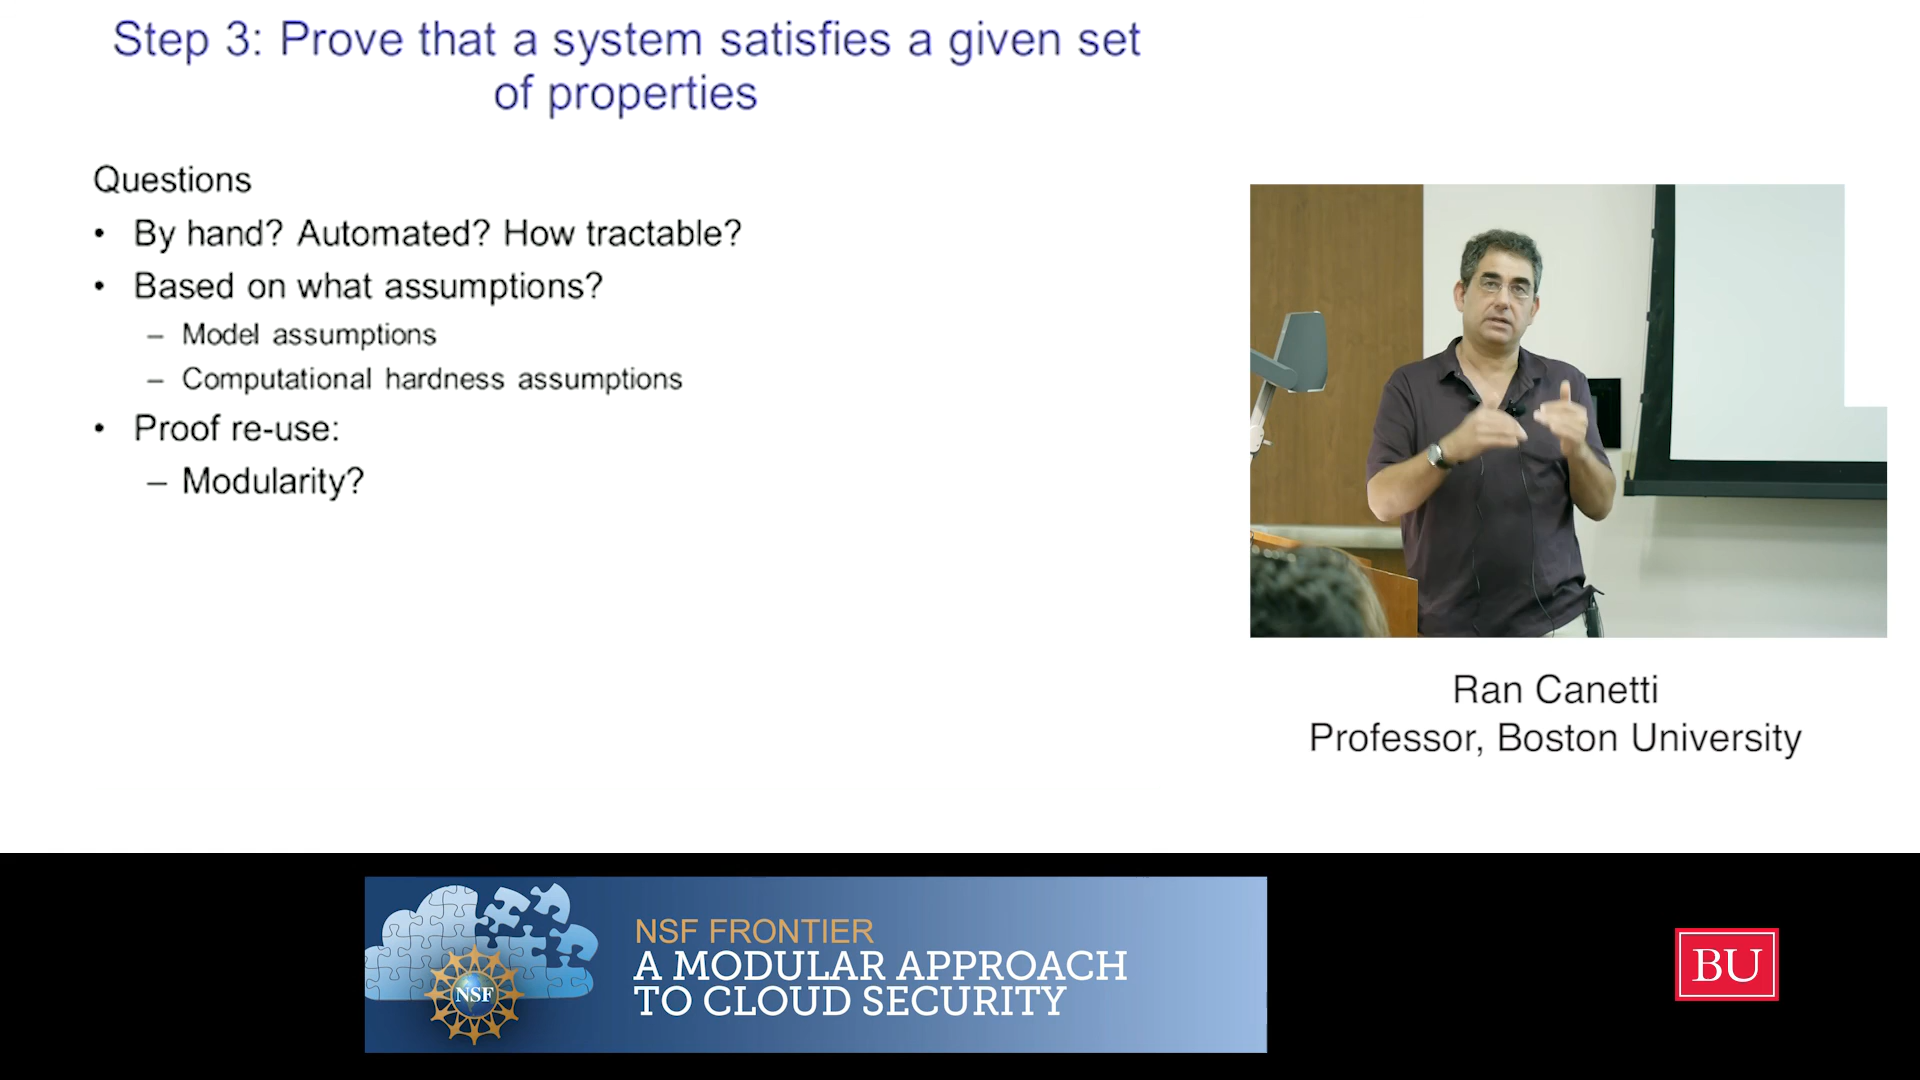 Step 3: Prove that a system satisfies a given set
of properties
Questions
• By hand? Automated? How tractable?
• Based on what assumptions?
– Model assumptions
– Computational hardness assumptions
• Proof re-use:
– Modularity?
Ran Canetti
Professor, Boston University
NSF
NSF FRONTIER
A MODULAR APPROACH
TO CLOUD SECURITY
BU